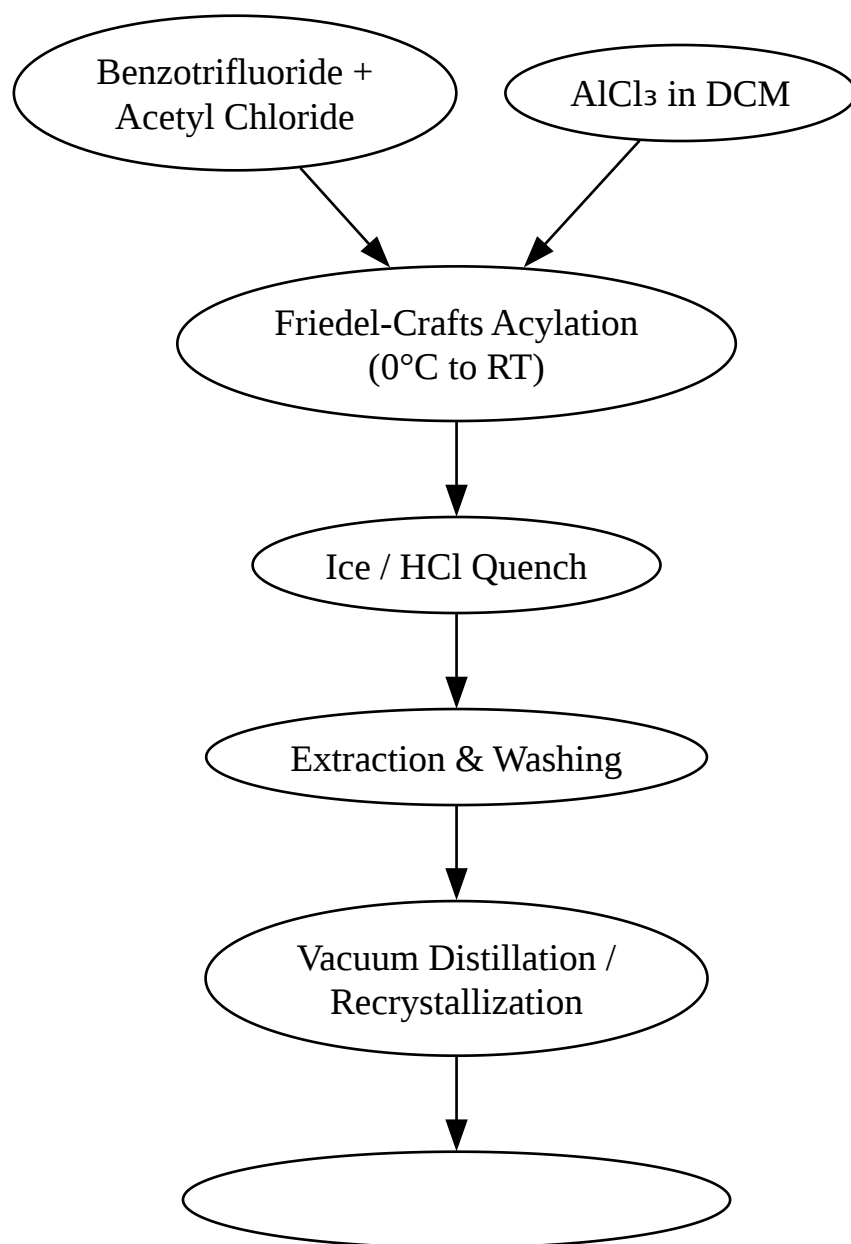 Benzotrifluoride +
Acetyl Chloride
AlCl₃ in DCM
Friedel-Crafts Acylation
(0°C to RT)
Ice / HCl Quench
Extraction & Washing
Vacuum Distillation /
Recrystallization